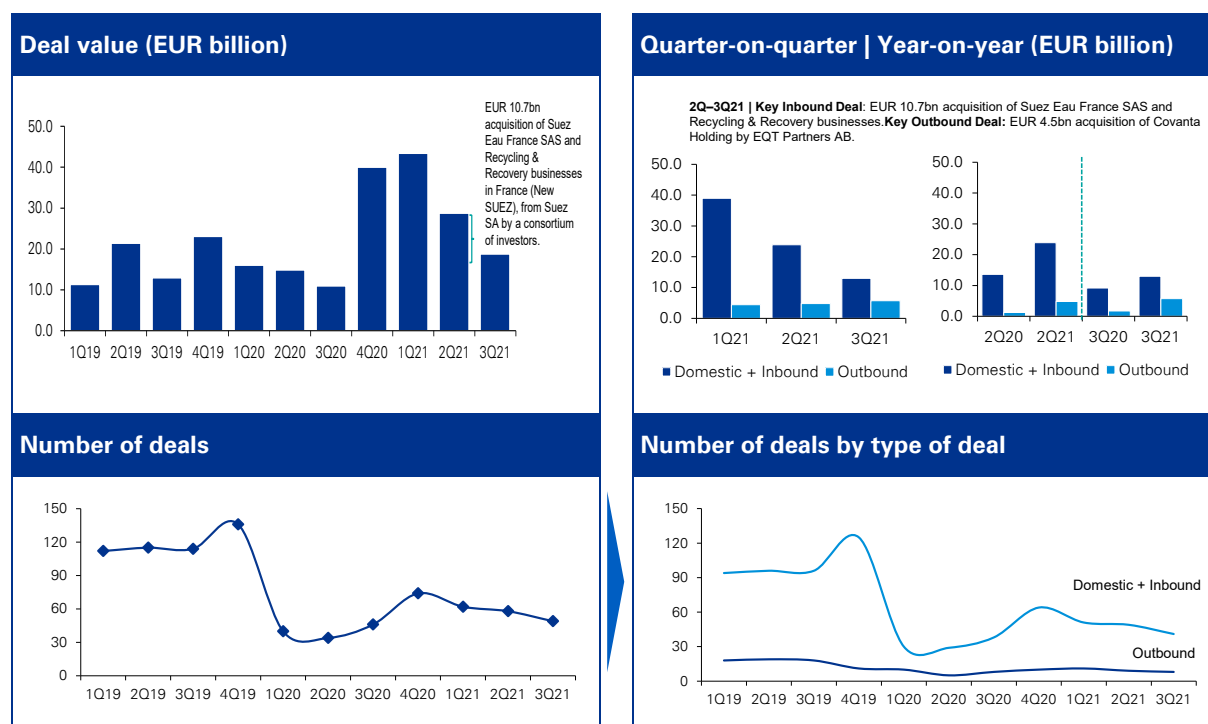 Deal value (EUR billion)
EUR 10.7bn
acquisition of Suez
Eau France SAS and
Recycling &
Recovery businesses
in France (New
SUEZ), from Suez
SA by a consortium
of investors.
50.0
40.0
30.0
20.0
10.0
0.0
1Q19 2Q19 3Q19 4Q19 1Q20 2Q20 3Q20 4Q20 1Q21 2Q21 3Q21
Quarter-on-quarter | Year-on-year (EUR billion)
2Q–3Q21 | Key Inbound Deal: EUR 10.7bn acquisition of Suez Eau France SAS and
Recycling & Recovery businesses.Key Outbound Deal: EUR 4.5bn acquisition of Covanta
Holding by EQT Partners AB.
50.0
40.0
30.0
20.0
10.0
0.0
1Q21 2Q21 3Q21
Domestic + Inbound Outbound
50.0
40.0
30.0
20.0
10.0
0.0
2Q20 2Q21 3Q20 3Q21
Domestic + Inbound Outbound
Number of deals
150
120
90
60
30
0
1Q19 2Q19 3Q19 4Q19 1Q20 2Q20 3Q20 4Q20 1Q21 2Q21 3Q21
Number of deals by type of deal
150
120
90
60
30
0
Domestic + Inbound
Outbound
1Q19 2Q19 3Q19 4Q19 1Q20 2Q20 3Q20 4Q20 1Q21 2Q21 3Q21